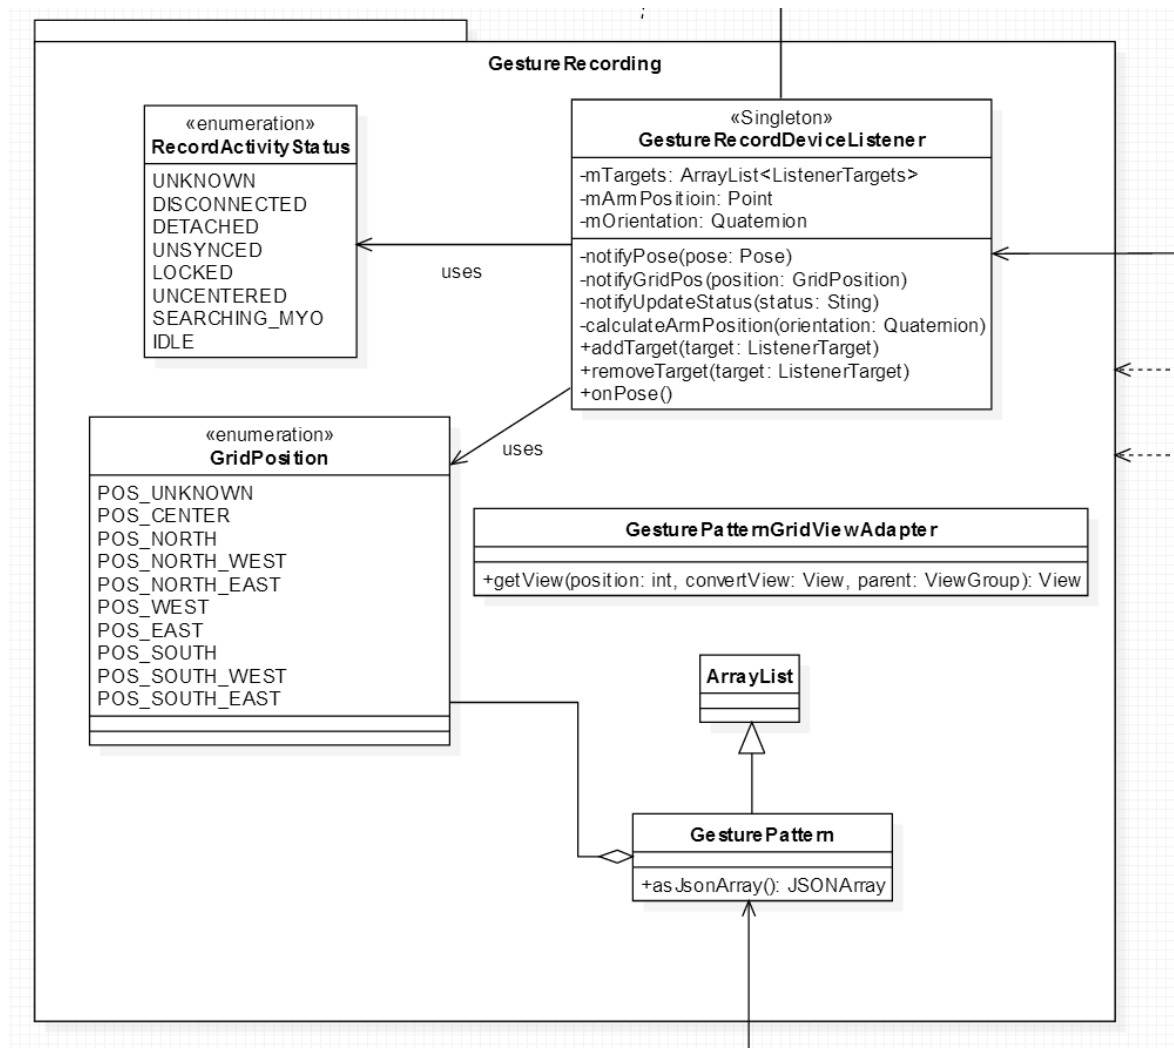 GestureRecording
«enumeration»
RecordActivityStatus
UNKNOWN
DISCONNECTED
DETACHED
UNSYNCED
LOCKED
UNCENTERED
SEARCHING_MYO
IDLE
«Singleton»
GestureRecordDeviceListener
-mTargets: ArrayList<ListenerTargets>
-mArmPositioin: Point
-mOrientation: Quaternion
-notifyPose(pose: Pose)
-notifyGridPos(position: GridPosition)
-notifyUpdateStatus(status: Sting)
-calculateArmPosition(orientation: Quaternion)
+addTarget(target: ListenerTarget)
+removeTarget(target: ListenerTarget)
+onPose()
uses
uses
«enumeration»
GridPosition
POS_UNKNOWN
POS_CENTER
POS_NORTH
POS_NORTH_WEST
POS_NORTH_EAST
POS_WEST
POS_EAST
POS_SOUTH
POS_SOUTH_WEST
POS_SOUTH_EAST
GesturePatternGridViewAdapter
+getView(position: int, convertView: View, parent: ViewGroup): View
ArrayList
GesturePattern
+asJsonArray(): JSONArray